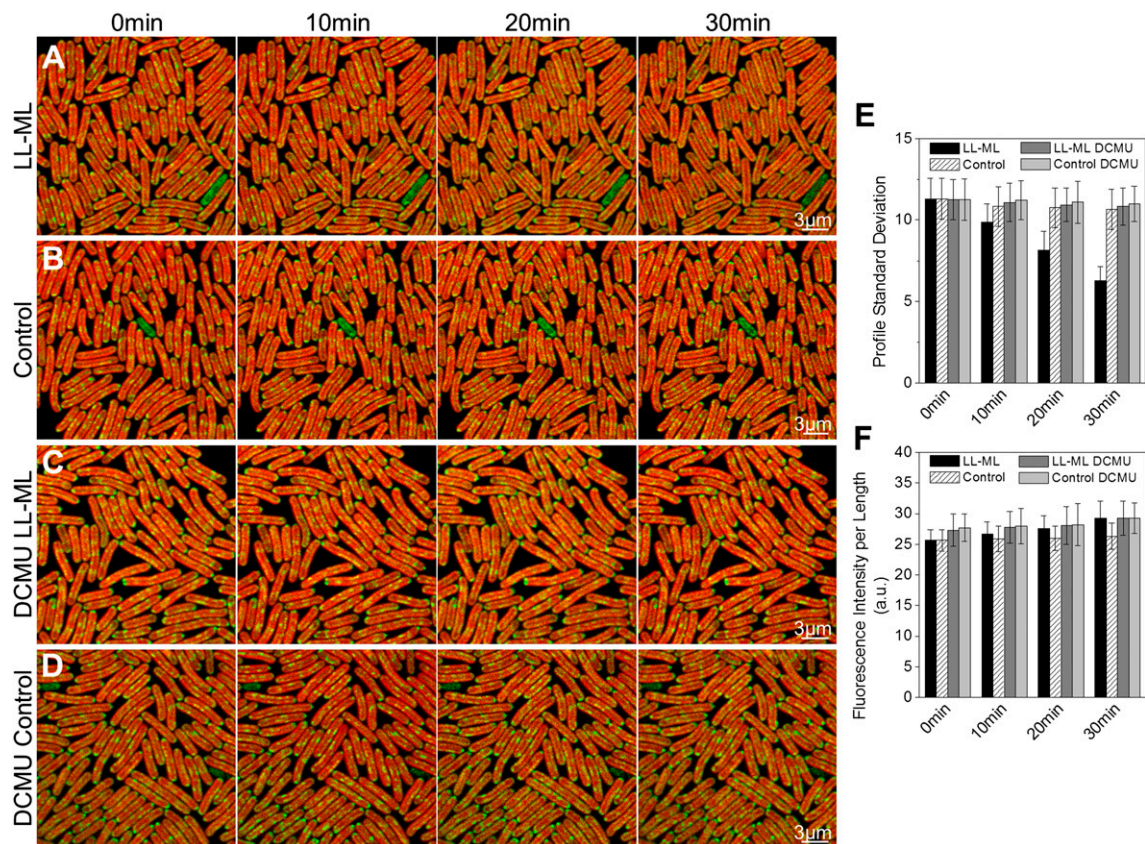 0min 10min 20min 30min
A
LL-ML
3µm
B
Control
3µm
C
DCMU LL-ML
3µm
D
DCMU Control
3µm
E
15
10
5
0
Profile Standard Deviation
LL-ML LL-ML DCMU
Control Control DCMU
0min 10min 20min 30min
F
40
35
30
25
20
15
10
5
0
Fluorescence Intensity per Length
(a.u.)
LL-ML LL-ML DCMU
Control Control DCMU
0min 10min 20min 30min